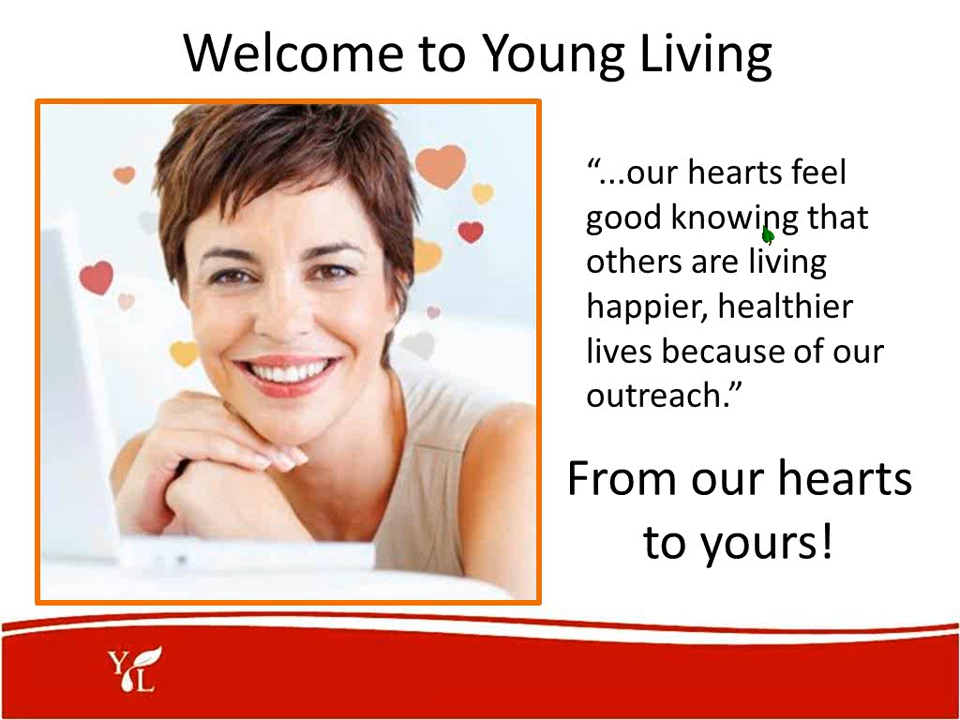 Welcome to Young Living
“...our hearts feel
good knowing that
others are living
happier, healthier
lives because of our
outreach.”
From our hearts
to yours!
YL